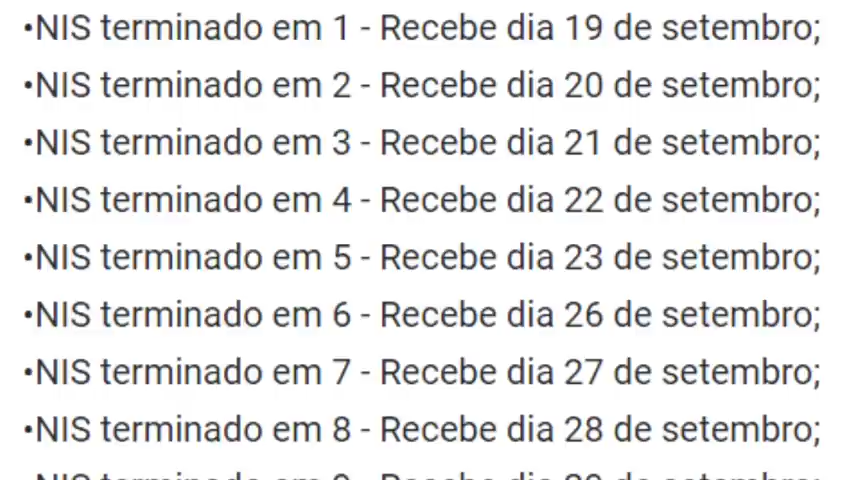 •NIS terminado em 1 - Recebe dia 19 de setembro;
•NIS terminado em 2 - Recebe dia 20 de setembro;
•NIS terminado em 3 - Recebe dia 21 de setembro;
•NIS terminado em 4 - Recebe dia 22 de setembro;
•NIS terminado em 5 - Recebe dia 23 de setembro;
•NIS terminado em 6 - Recebe dia 26 de setembro;
•NIS terminado em 7 - Recebe dia 27 de setembro;
•NIS terminado em 8 - Recebe dia 28 de setembro;